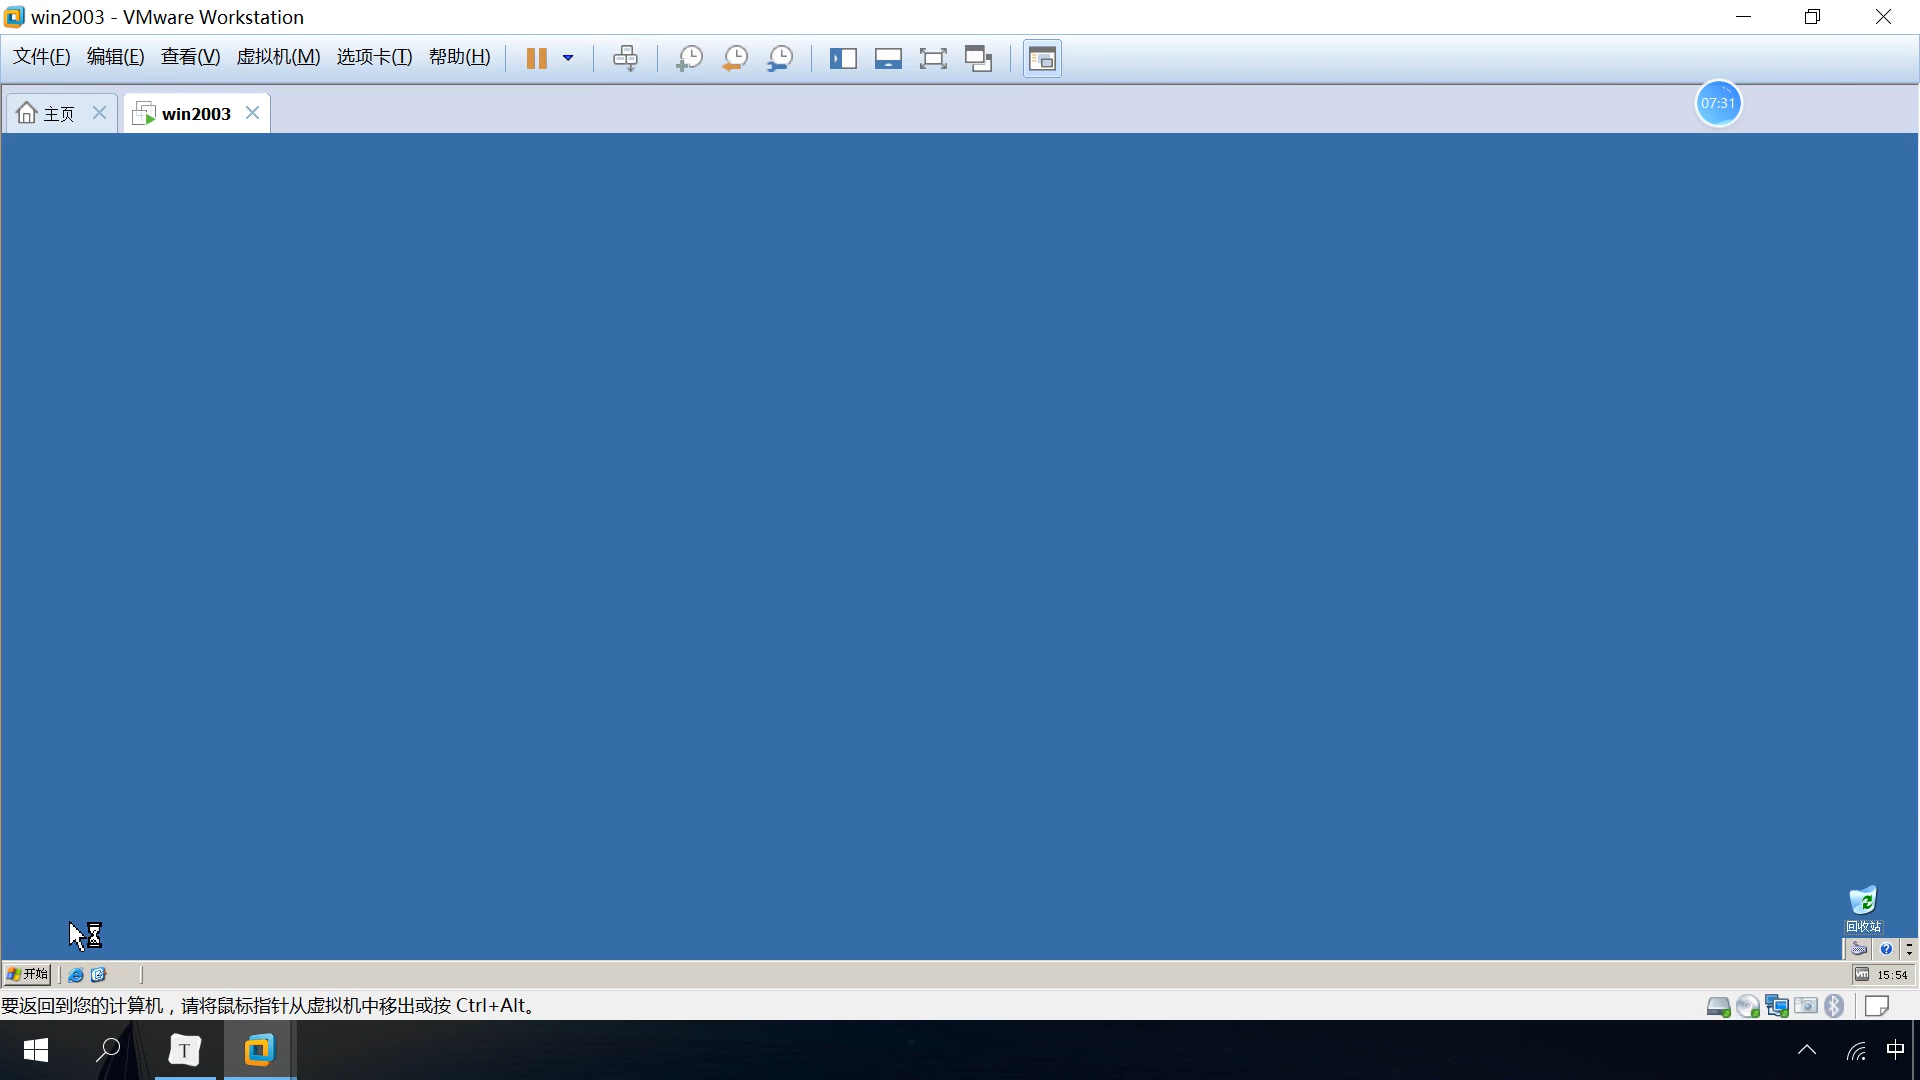 win2003 - VMware Workstation
文件(F) 编辑(E) 查看(V) 虚拟机(M) 选项卡(T) 帮助(H)
主页 win2003
07:31
回收站
开始
15:54
要返回到您的计算机，请将鼠标指针从虚拟机中移出或按 Ctrl+Alt。
T
中